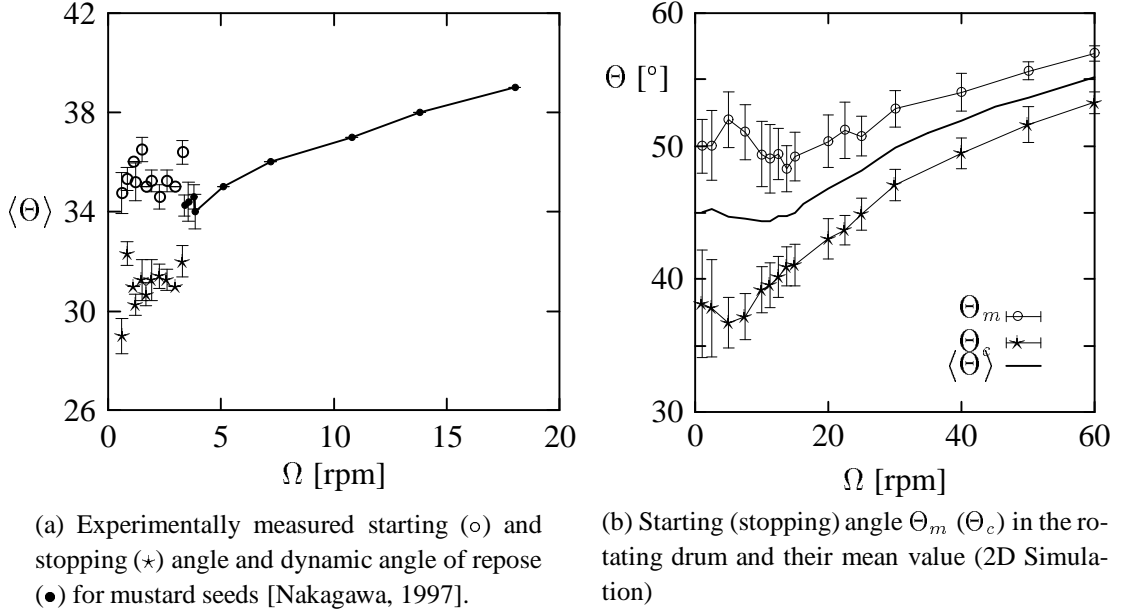 42
38
34
30
26
⟨Θ⟩
0 5 10 15 20
Ω [rpm]
(a) Experimentally measured starting (○) and
stopping (⋆) angle and dynamic angle of repose
(●) for mustard seeds [Nakagawa, 1997].
60
Θ [°]
50
40
30
Θm
Θc
⟨Θ⟩
0 20 40 60
Ω [rpm]
(b) Starting (stopping) angle Θm (Θc) in the ro-
tating drum and their mean value (2D Simula-
tion)